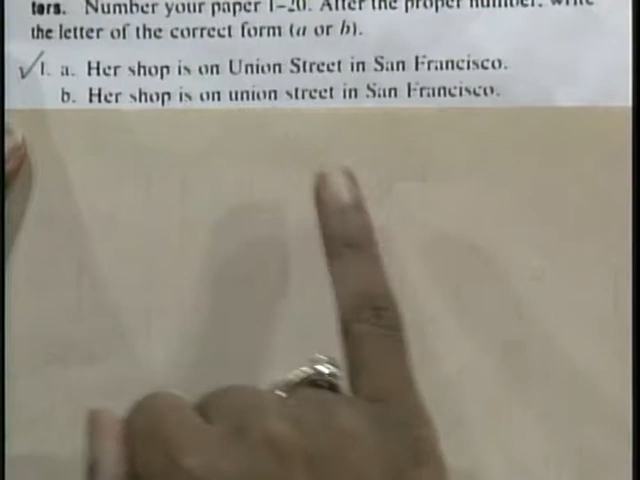 ters. Number your paper 1–20. After the proper number, write
the letter of the correct form (a or b).
✓1. a. Her shop is on Union Street in San Francisco.
b. Her shop is on union street in San Francisco.